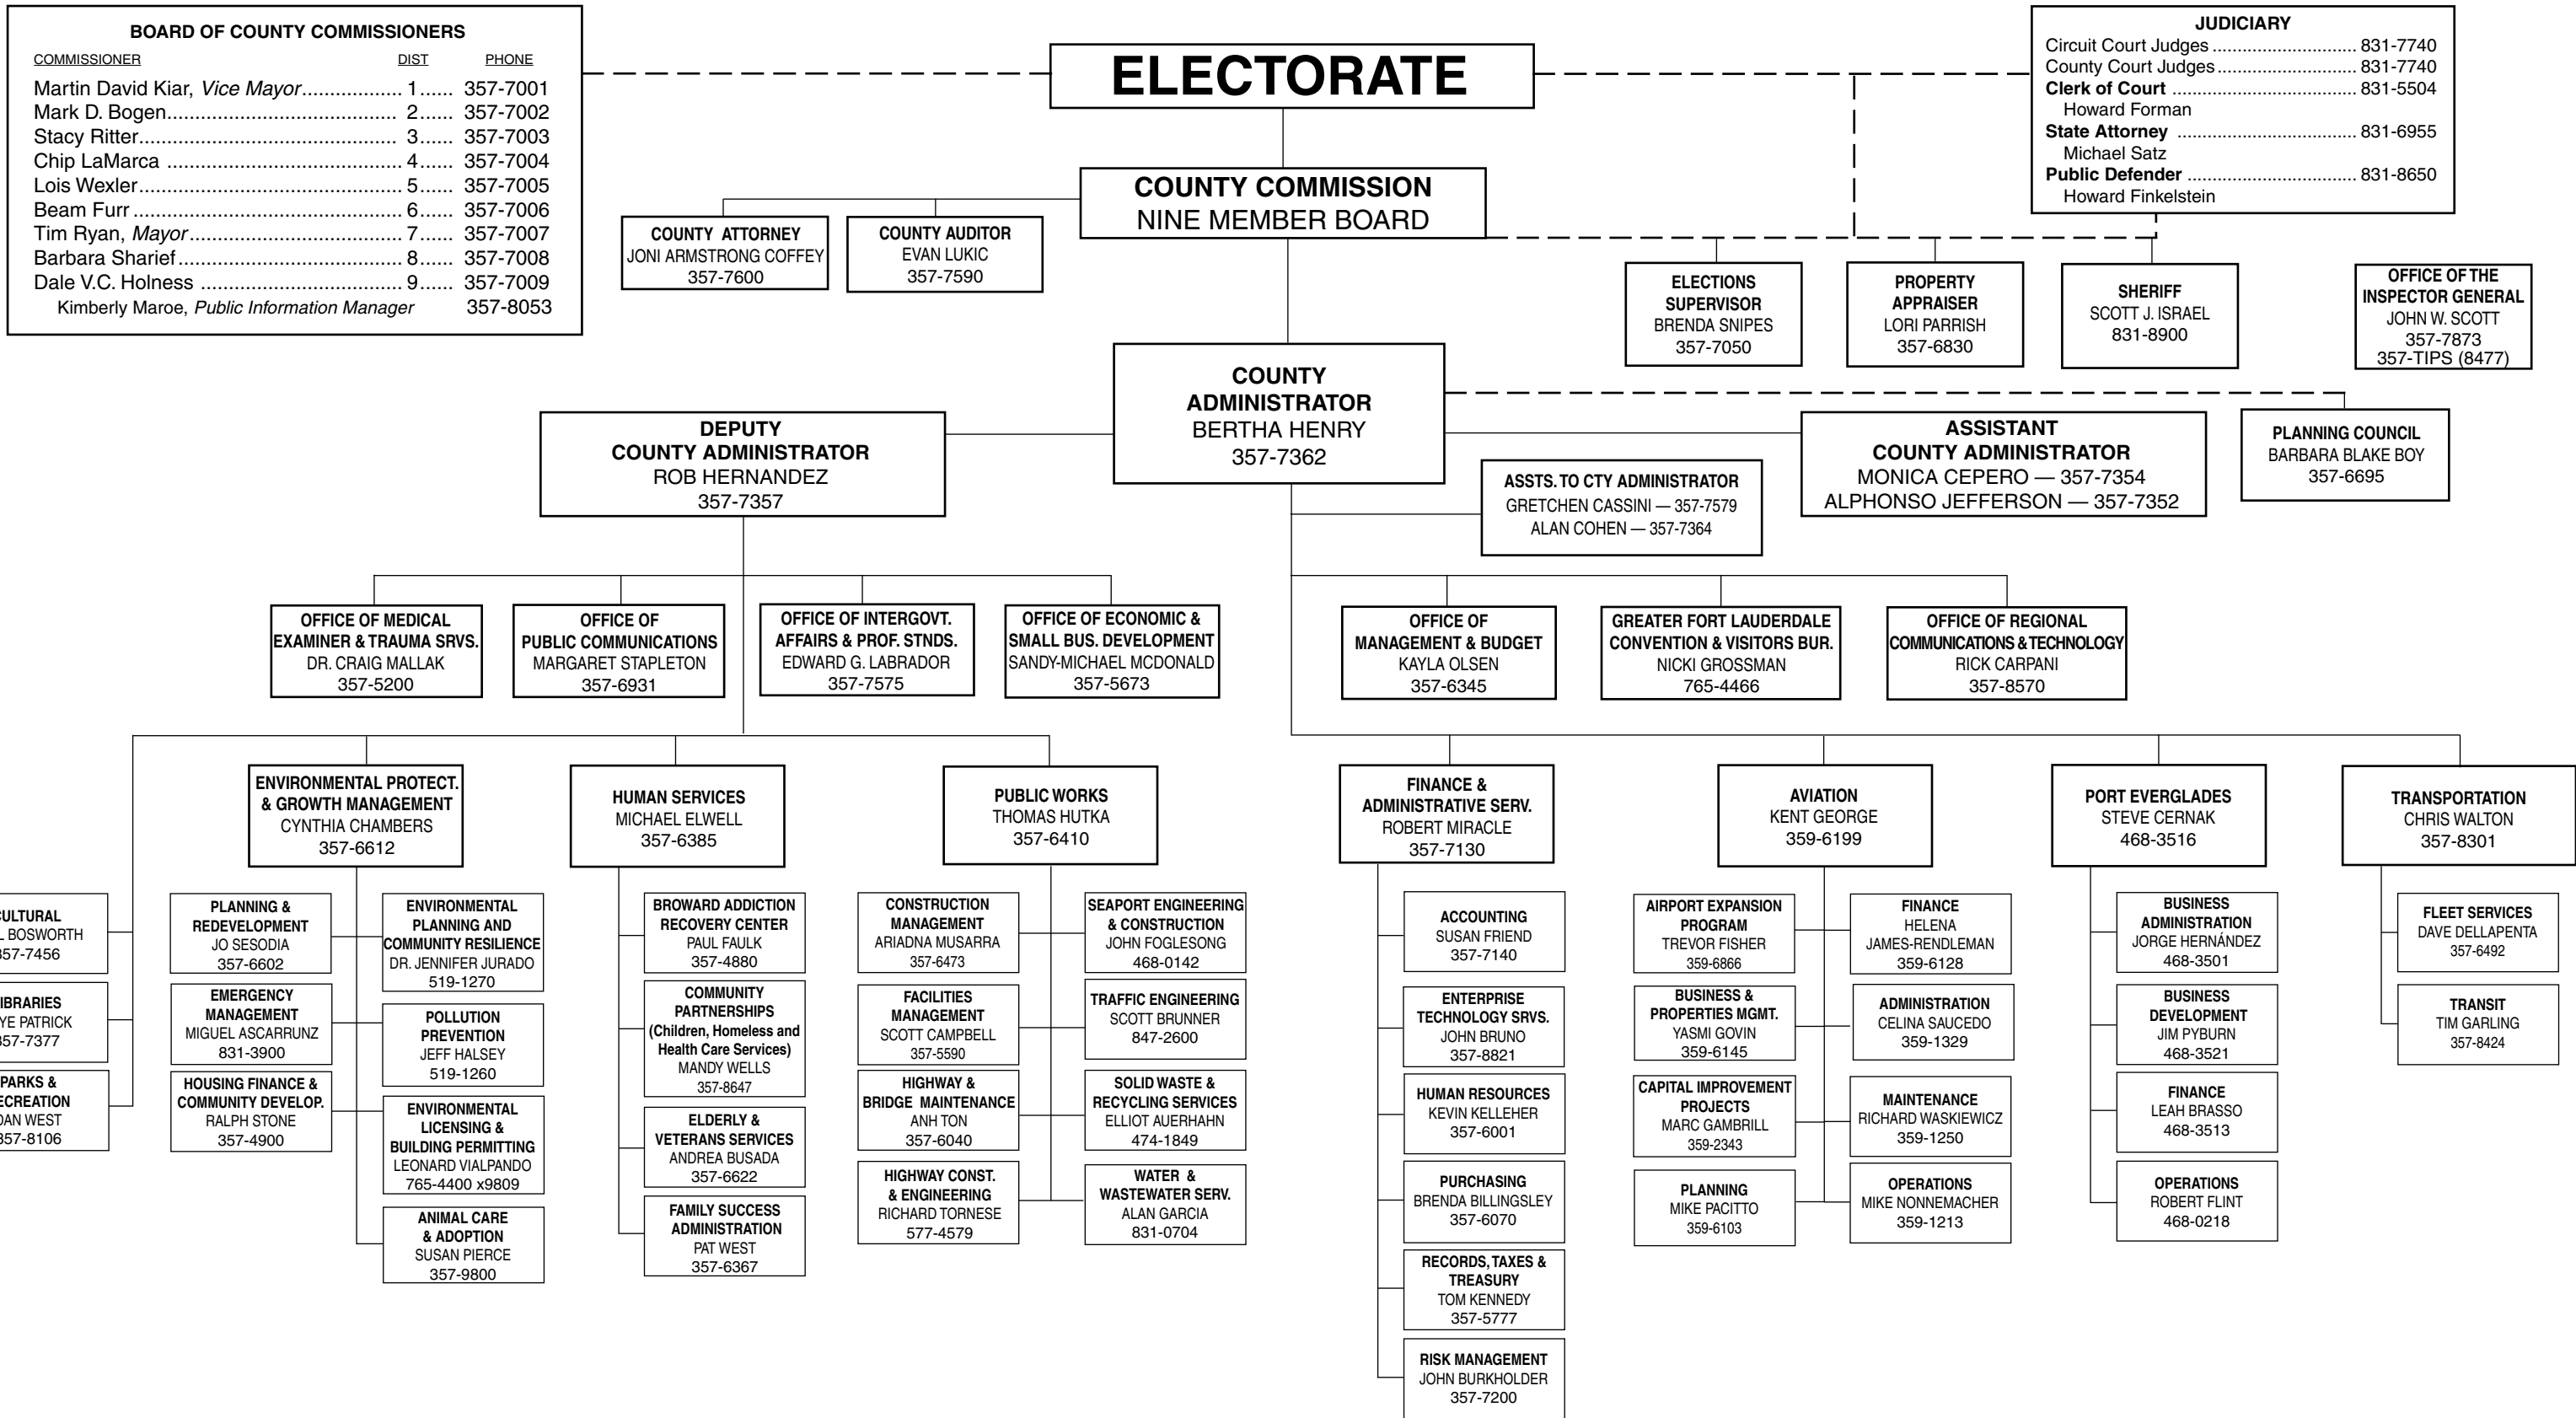 BOARD OF COUNTY COMMISSIONERS
COMMISSIONER DIST PHONE
Martin David Kiar, Vice Mayor.................. 1...... 357-7001
Mark D. Bogen......................................... 2...... 357-7002
Stacy Ritter.............................................. 3...... 357-7003
Chip LaMarca .......................................... 4...... 357-7004
Lois Wexler............................................... 5...... 357-7005
Beam Furr ................................................ 6...... 357-7006
Tim Ryan, Mayor...................................... 7...... 357-7007
Barbara Sharief........................................ 8...... 357-7008
Dale V.C. Holness .................................... 9...... 357-7009
Kimberly Maroe, Public Information Manager 357-8053
ELECTORATE
JUDICIARY
Circuit Court Judges ............................ 831-7740
County Court Judges........................... 831-7740
Clerk of Court .................................... 831-5504
Howard Forman
State Attorney ................................... 831-6955
Michael Satz
Public Defender ................................. 831-8650
Howard Finkelstein
COUNTY COMMISSION
NINE MEMBER BOARD
COUNTY ATTORNEY
JONI ARMSTRONG COFFEY
357-7600
COUNTY AUDITOR
EVAN LUKIC
357-7590
ELECTIONS
SUPERVISOR
BRENDA SNIPES
357-7050
PROPERTY
APPRAISER
LORI PARRISH
357-6830
SHERIFF
SCOTT J. ISRAEL
831-8900
OFFICE OF THE
INSPECTOR GENERAL
JOHN W. SCOTT
357-7873
357-TIPS (8477)
COUNTY
ADMINISTRATOR
BERTHA HENRY
357-7362
DEPUTY
COUNTY ADMINISTRATOR
ROB HERNANDEZ
357-7357
ASSTS. TO CTY ADMINISTRATOR
GRETCHEN CASSINI — 357-7579
ALAN COHEN — 357-7364
ASSISTANT
COUNTY ADMINISTRATOR
MONICA CEPERO — 357-7354
ALPHONSO JEFFERSON — 357-7352
PLANNING COUNCIL
BARBARA BLAKE BOY
357-6695
OFFICE OF MEDICAL
EXAMINER & TRAUMA SRVS.
DR. CRAIG MALLAK
357-5200
OFFICE OF
PUBLIC COMMUNICATIONS
MARGARET STAPLETON
357-6931
OFFICE OF INTERGOVT.
AFFAIRS & PROF. STNDS.
EDWARD G. LABRADOR
357-7575
OFFICE OF ECONOMIC &
SMALL BUS. DEVELOPMENT
SANDY-MICHAEL MCDONALD
357-5673
OFFICE OF
MANAGEMENT & BUDGET
KAYLA OLSEN
357-6345
GREATER FORT LAUDERDALE
CONVENTION & VISITORS BUR.
NICKI GROSSMAN
765-4466
OFFICE OF REGIONAL
COMMUNICATIONS & TECHNOLOGY
RICK CARPANI
357-8570
ENVIRONMENTAL PROTECT.
& GROWTH MANAGEMENT
CYNTHIA CHAMBERS
357-6612
HUMAN SERVICES
MICHAEL ELWELL
357-6385
PUBLIC WORKS
THOMAS HUTKA
357-6410
FINANCE &
ADMINISTRATIVE SERV.
ROBERT MIRACLE
357-7130
AVIATION
KENT GEORGE
359-6199
PORT EVERGLADES
STEVE CERNAK
468-3516
TRANSPORTATION
CHRIS WALTON
357-8301
ULTURAL
L BOSWORTH
357-7456
IBRARIES
YE PATRICK
357-7377
PARKS &
ECREATION
DAN WEST
357-8106
PLANNING &
REDEVELOPMENT
JO SESODIA
357-6602
EMERGENCY
MANAGEMENT
MIGUEL ASCARRUNZ
831-3900
HOUSING FINANCE &
COMMUNITY DEVELOP.
RALPH STONE
357-4900
ENVIRONMENTAL
PLANNING AND
COMMUNITY RESILIENCE
DR. JENNIFER JURADO
519-1270
POLLUTION
PREVENTION
JEFF HALSEY
519-1260
ENVIRONMENTAL
LICENSING &
BUILDING PERMITTING
LEONARD VIALPANDO
765-4400 x9809
ANIMAL CARE
& ADOPTION
SUSAN PIERCE
357-9800
BROWARD ADDICTION
RECOVERY CENTER
PAUL FAULK
357-4880
COMMUNITY
PARTNERSHIPS
(Children, Homeless and
Health Care Services)
MANDY WELLS
357-8647
ELDERLY &
VETERANS SERVICES
ANDREA BUSADA
357-6622
FAMILY SUCCESS
ADMINISTRATION
PAT WEST
357-6367
CONSTRUCTION
MANAGEMENT
ARIADNA MUSARRA
357-6473
FACILITIES
MANAGEMENT
SCOTT CAMPBELL
357-5590
HIGHWAY &
BRIDGE MAINTENANCE
ANH TON
357-6040
HIGHWAY CONST.
& ENGINEERING
RICHARD TORNESE
577-4579
SEAPORT ENGINEERING
& CONSTRUCTION
JOHN FOGLESONG
468-0142
TRAFFIC ENGINEERING
SCOTT BRUNNER
847-2600
SOLID WASTE &
RECYCLING SERVICES
ELLIOT AUERHAHN
474-1849
WATER &
WASTEWATER SERV.
ALAN GARCIA
831-0704
ACCOUNTING
SUSAN FRIEND
357-7140
ENTERPRISE
TECHNOLOGY SRVS.
JOHN BRUNO
357-8821
HUMAN RESOURCES
KEVIN KELLEHER
357-6001
PURCHASING
BRENDA BILLINGSLEY
357-6070
RECORDS, TAXES &
TREASURY
TOM KENNEDY
357-5777
RISK MANAGEMENT
JOHN BURKHOLDER
357-7200
AIRPORT EXPANSION
PROGRAM
TREVOR FISHER
359-6866
BUSINESS &
PROPERTIES MGMT.
YASMI GOVIN
359-6145
CAPITAL IMPROVEMENT
PROJECTS
MARC GAMBRILL
359-2343
PLANNING
MIKE PACITTO
359-6103
FINANCE
HELENA
JAMES-RENDLEMAN
359-6128
ADMINISTRATION
CELINA SAUCEDO
359-1329
MAINTENANCE
RICHARD WASKIEWICZ
359-1250
OPERATIONS
MIKE NONNEMACHER
359-1213
BUSINESS
ADMINISTRATION
JORGE HERNÁNDEZ
468-3501
BUSINESS
DEVELOPMENT
JIM PYBURN
468-3521
FINANCE
LEAH BRASSO
468-3513
OPERATIONS
ROBERT FLINT
468-0218
FLEET SERVICES
DAVE DELLAPENTA
357-6492
TRANSIT
TIM GARLING
357-8424